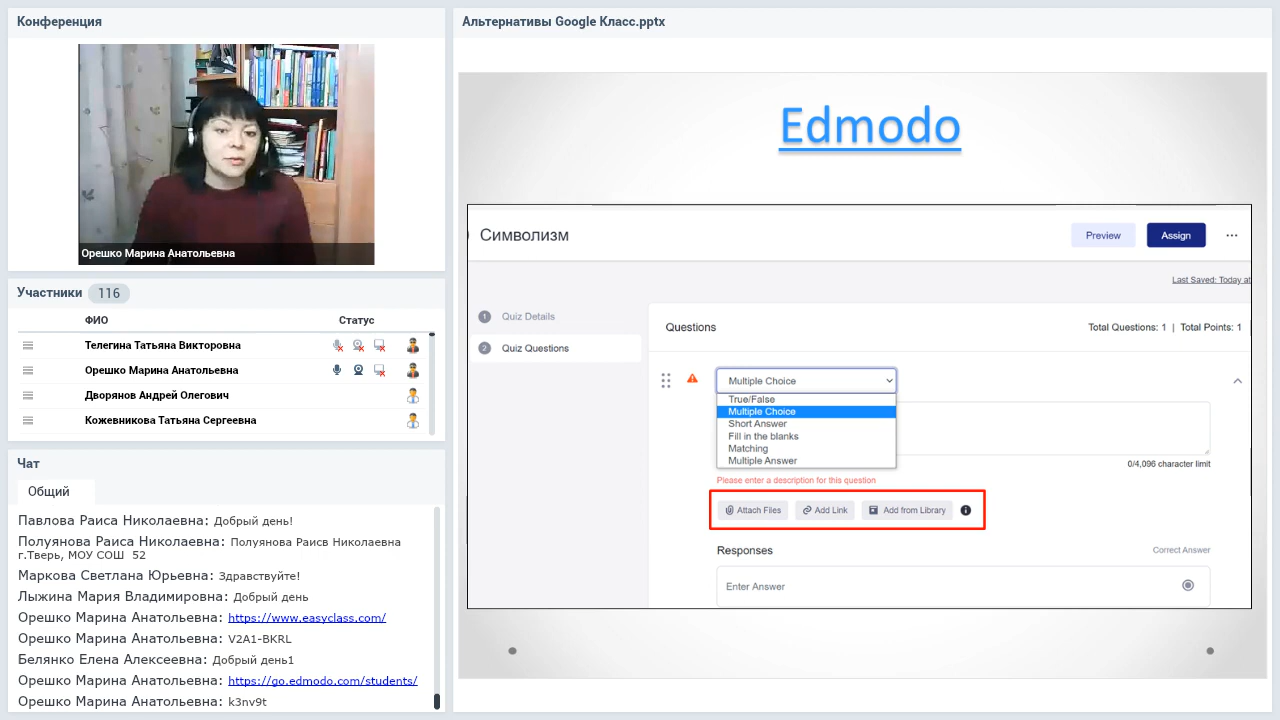 Конференция
Орешко Марина Анатольевна
Участники 116
ФИО Статус
Телегина Татьяна Викторовна
Орешко Марина Анатольевна
Дворянов Андрей Олегович
Кожевникова Татьяна Сергеевна
Чат
Общий
Павлова Раиса Николаевна: Добрый день!
Полуянова Раиса Николаевна: Полуянова Раисв Николаевна
г.Тверь, МОУ СОШ 52
Маркова Светлана Юрьевна: Здравствуйте!
Лыжина Мария Владимировна: Добрый день
Орешко Марина Анатольевна: https://www.easyclass.com/
Орешко Марина Анатольевна: V2A1-BKRL
Белянко Елена Алексеевна: Добрый день1
Орешко Марина Анатольевна: https://go.edmodo.com/students/
Орешко Марина Анатольевна: k3nv9t
Альтернативы Google Класс.pptx
Edmodo
Символизм
Preview Assign
Last Saved: Today at
1 Quiz Details
2 Quiz Questions
Questions
Total Questions: 1 | Total Points: 1
Multiple Choice
True/False
Multiple Choice
Short Answer
Fill in the blanks
Matching
Multiple Answer
0/4,096 character limit
Please enter a description for this question
Attach Files Add Link Add from Library
Responses Correct Answer
Enter Answer